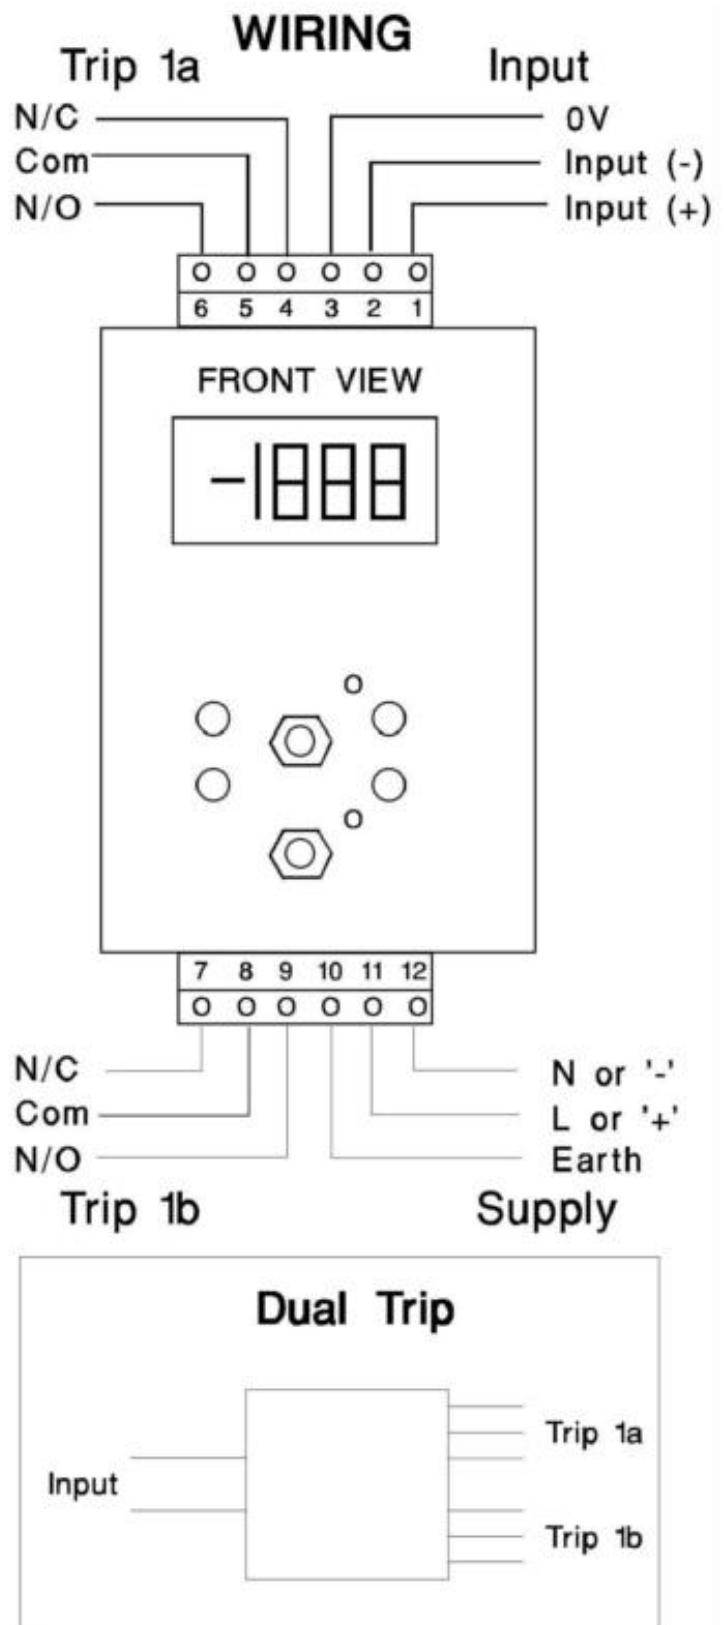 WIRING
Trip 1a Input
N/C 0V
Com Input (-)
N/O Input (+)
6 5 4 3 2 1
FRONT VIEW
-1888
7 8 9 10 11 12
N/C N or '-'
Com L or '+'
N/O Earth
Trip 1b Supply
Dual Trip
Trip 1a
Input
Trip 1b